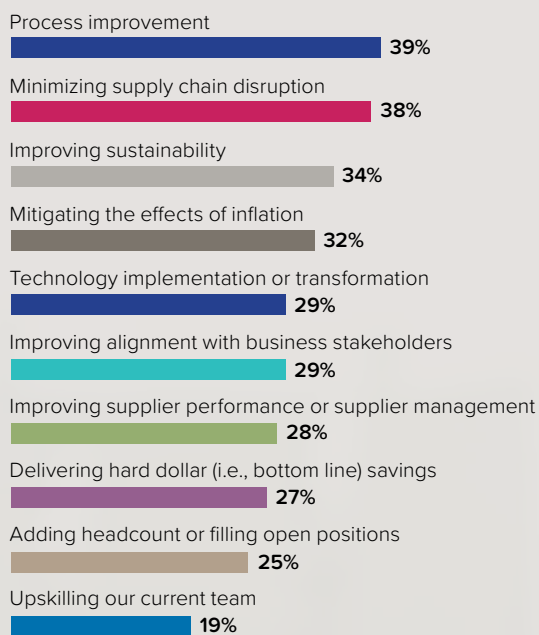 Process improvement
39%
Minimizing supply chain disruption
38%
Improving sustainability
34%
Mitigating the effects of inflation
32%
Technology implementation or transformation
29%
Improving alignment with business stakeholders
29%
Improving supplier performance or supplier management
28%
Delivering hard dollar (i.e., bottom line) savings
27%
Adding headcount or filling open positions
25%
Upskilling our current team
19%